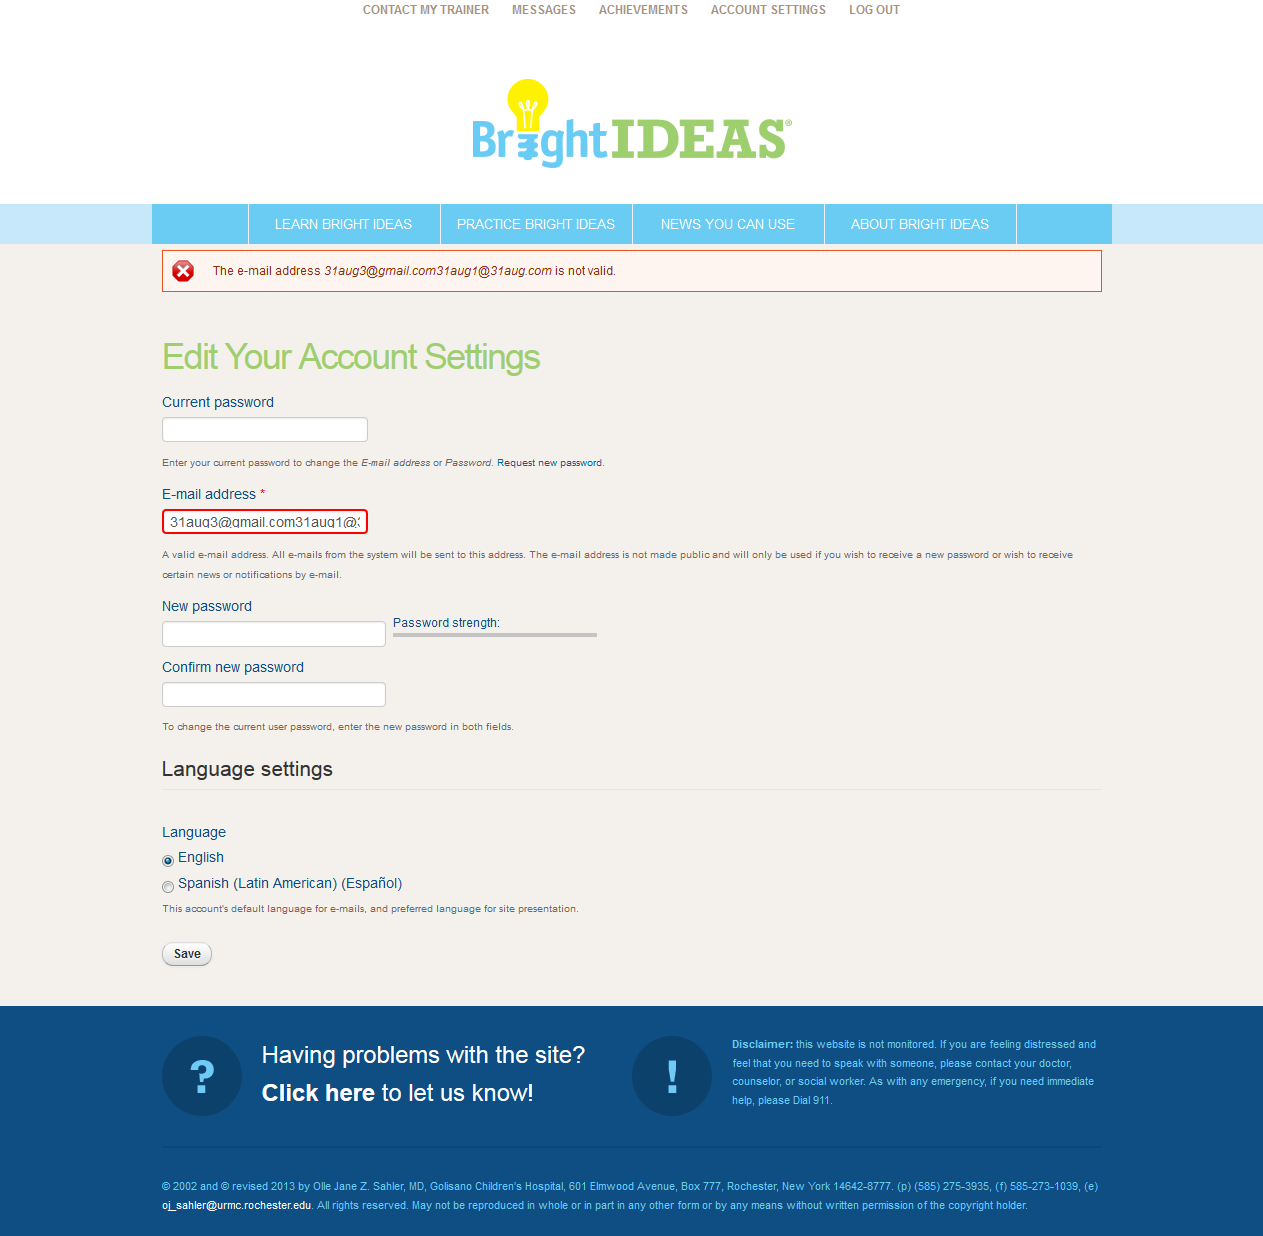 CONTACT MY TRAINER MESSAGES ACHIEVEMENTS ACCOUNT SETTINGS LOG OUT
Bright IDEAS®
LEARN BRIGHT IDEAS PRACTICE BRIGHT IDEAS NEWS YOU CAN USE ABOUT BRIGHT IDEAS
The e-mail address 31aug3@gmail.com31aug1@31aug.com is not valid.
Edit Your Account Settings
Current password
Enter your current password to change the E-mail address or Password. Request new password.
E-mail address *
31aug3@gmail.com31aug1@3
A valid e-mail address. All e-mails from the system will be sent to this address. The e-mail address is not made public and will only be used if you wish to receive a new password or wish to receive
certain news or notifications by e-mail.
New password
Password strength:
Confirm new password
To change the current user password, enter the new password in both fields.
Language settings
Language
English
Spanish (Latin American) (Español)
This account's default language for e-mails, and preferred language for site presentation.
Save
?
Having problems with the site?
Click here to let us know!
!
Disclaimer: this website is not monitored. If you are feeling distressed and
feel that you need to speak with someone, please contact your doctor,
counselor, or social worker. As with any emergency, if you need immediate
help, please Dial 911.
© 2002 and © revised 2013 by Olle Jane Z. Sahler, MD, Golisano Children's Hospital, 601 Elmwood Avenue, Box 777, Rochester, New York 14642-8777. (p) (585) 275-3935, (f) 585-273-1039, (e)
oj_sahler@urmc.rochester.edu. All rights reserved. May not be reproduced in whole or in part in any other form or by any means without written permission of the copyright holder.